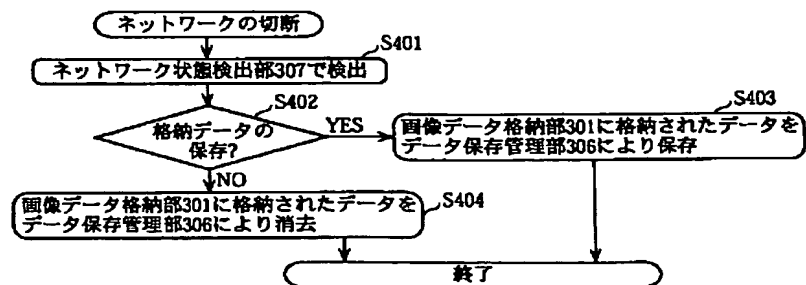 ネットワークの切断
S401
ネットワーク状態検出部307で検出
S402
格納データの
保存?
YES
S403
画像データ格納部301に格納されたデータを
データ保存管理部306により保存
NO
S404
画像データ格納部301に格納されたデータを
データ保存管理部306により消去
終了